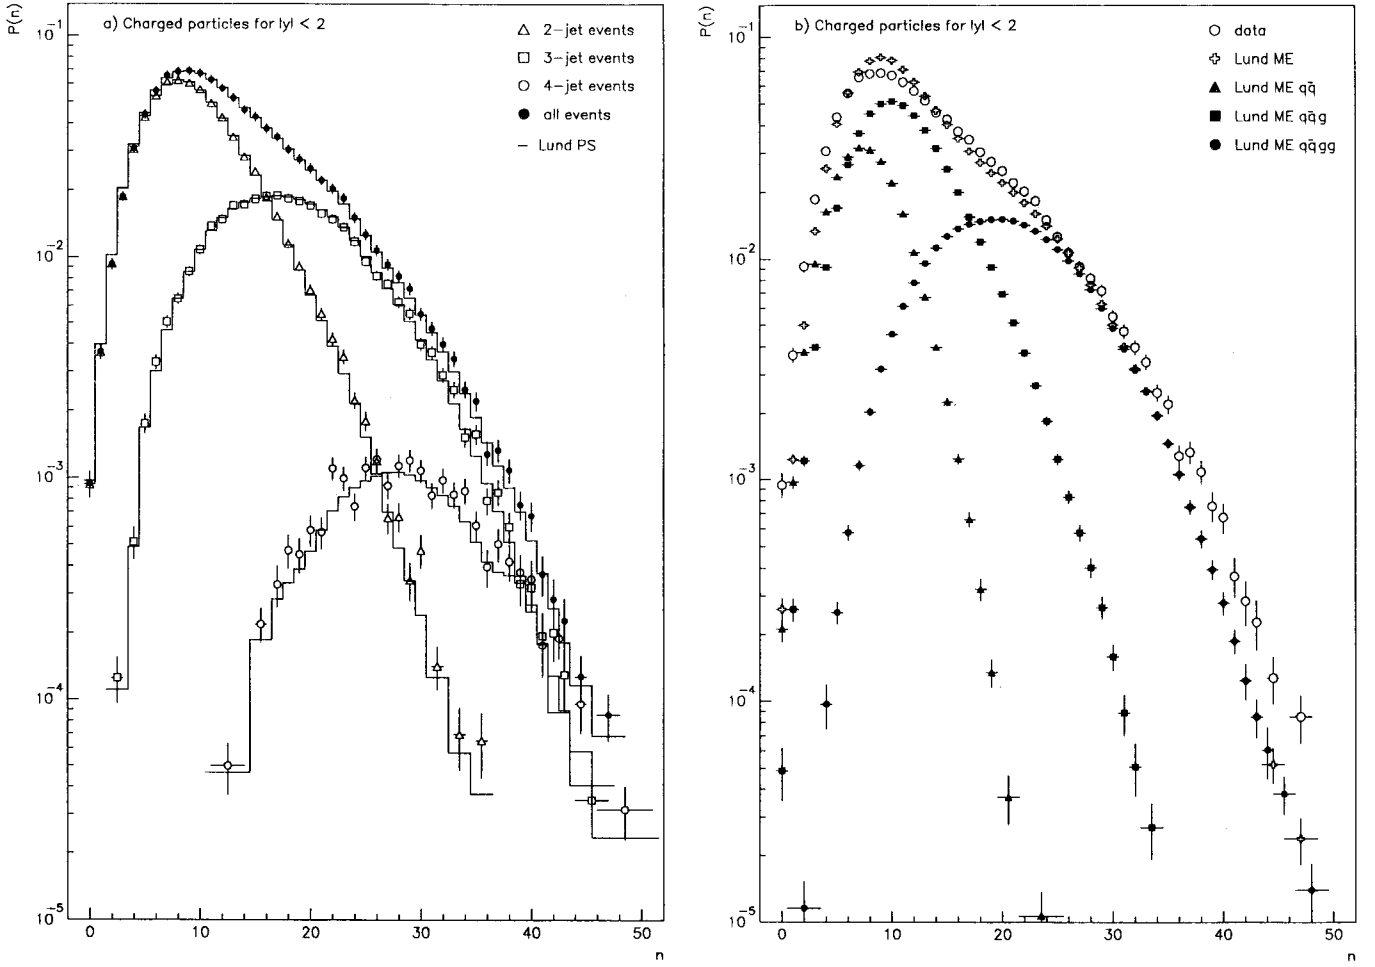 a) Charged particles for |y| < 2
P(n)
2-jet events
3-jet events
4-jet events
all events
Lund PS
10^-1
10^-2
10^-3
10^-4
10^-5
0 10 20 30 40 50
n
b) Charged particles for |y| < 2
P(n)
data
Lund ME
Lund ME qq̄
Lund ME qq̄g
Lund ME qq̄gg
10^-1
10^-2
10^-3
10^-4
10^-5
0 10 20 30 40 50
n